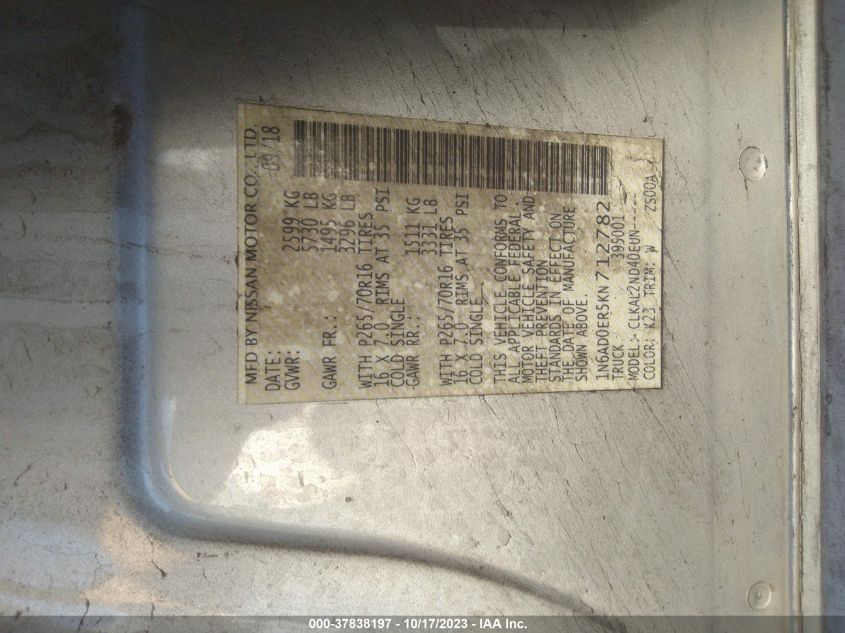 MFD BY NISSAN MOTOR CO., LTD.
DATE: 09/18
GVWR: 2599 KG
5730 LB
GAWR FR.: 1495 KG
3296 LB
WITH P265/70R16 TIRES
16 X 7.0 RIMS AT 35 PSI
COLD SINGLE
GAWR RR.: 1511 KG
3331 LB
WITH P265/70R16 TIRES
16 X 7.0 RIMS AT 35 PSI
COLD SINGLE
THIS VEHICLE CONFORMS TO
ALL APPLICABLE FEDERAL
MOTOR VEHICLE SAFETY AND
THEFT PREVENTION
STANDARDS IN EFFECT ON
THE DATE OF MANUFACTURE
SHOWN ABOVE.
1N6AD0ER5KN712782
TRUCK 399001
MODEL: CLKAL2ND40EUN-----
COLOR: K23 TRIM: W ZS00A
000-37838197 - 10/17/2023 - IAA Inc.